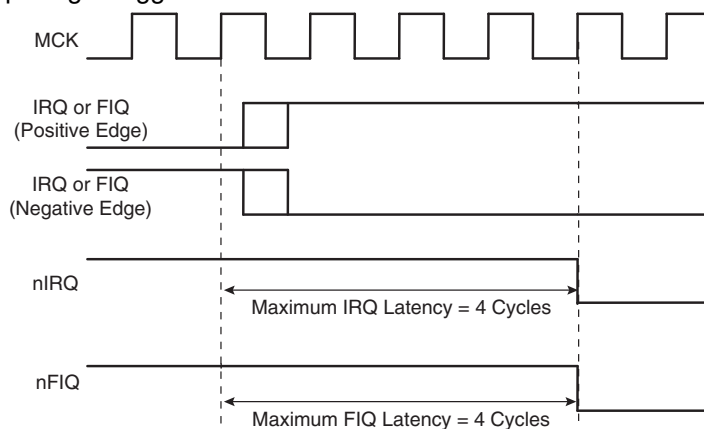 MCK
IRQ or FIQ
(Positive Edge)
IRQ or FIQ
(Negative Edge)
nIRQ
Maximum IRQ Latency = 4 Cycles
nFIQ
Maximum FIQ Latency = 4 Cycles